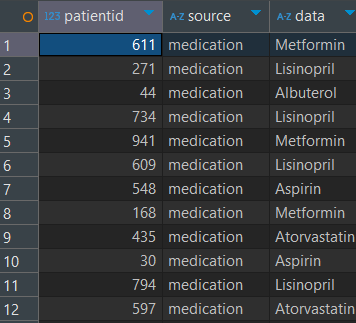 123 patientid A-Z source A-Z data
1 611 medication Metformin
2 271 medication Lisinopril
3 44 medication Albuterol
4 734 medication Lisinopril
5 941 medication Metformin
6 609 medication Lisinopril
7 548 medication Aspirin
8 168 medication Metformin
9 435 medication Atorvastatin
10 30 medication Aspirin
11 794 medication Lisinopril
12 597 medication Atorvastatin